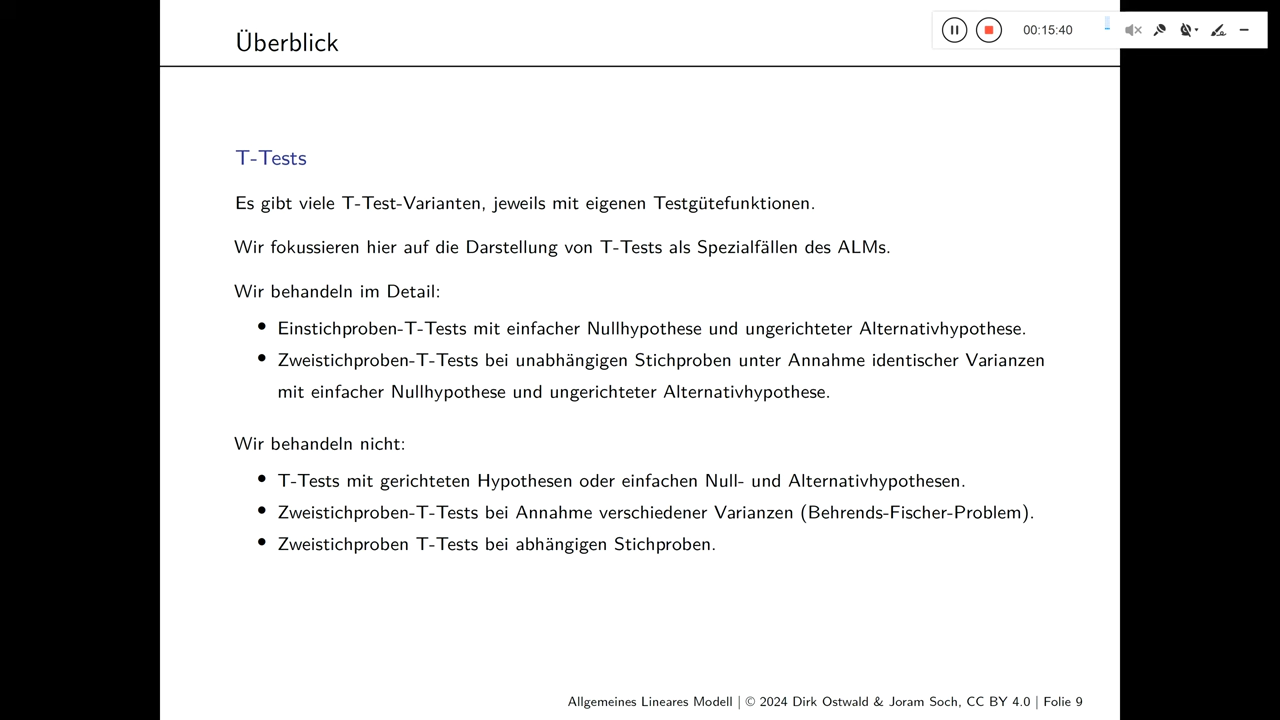 Überblick
00:15:40
T-Tests
Es gibt viele T-Test-Varianten, jeweils mit eigenen Testgütefunktionen.
Wir fokussieren hier auf die Darstellung von T-Tests als Spezialfällen des ALMs.
Wir behandeln im Detail:
• Einstichproben-T-Tests mit einfacher Nullhypothese und ungerichteter Alternativhypothese.
• Zweistichproben-T-Tests bei unabhängigen Stichproben unter Annahme identischer Varianzen
mit einfacher Nullhypothese und ungerichteter Alternativhypothese.
Wir behandeln nicht:
• T-Tests mit gerichteten Hypothesen oder einfachen Null- und Alternativhypothesen.
• Zweistichproben-T-Tests bei Annahme verschiedener Varianzen (Behrends-Fischer-Problem).
• Zweistichproben T-Tests bei abhängigen Stichproben.
Allgemeines Lineares Modell | © 2024 Dirk Ostwald & Joram Soch, CC BY 4.0 | Folie 9